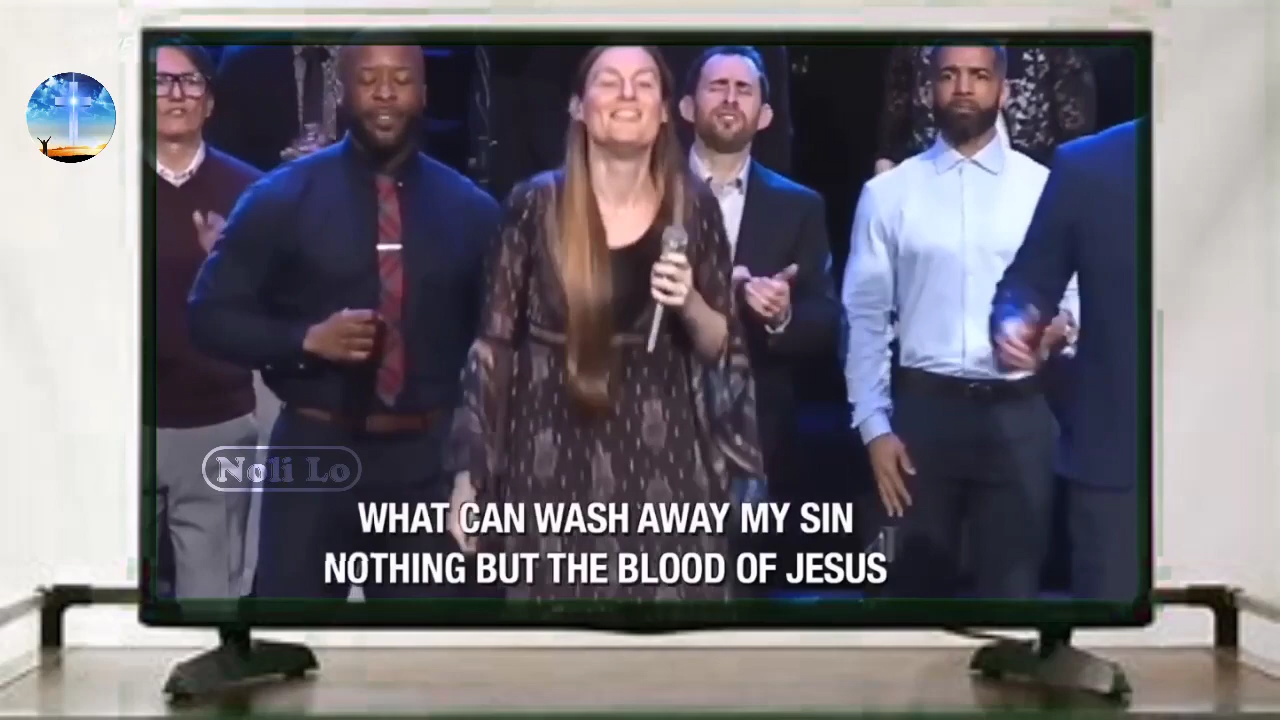 Noli Lo
WHAT CAN WASH AWAY MY SIN
NOTHING BUT THE BLOOD OF JESUS